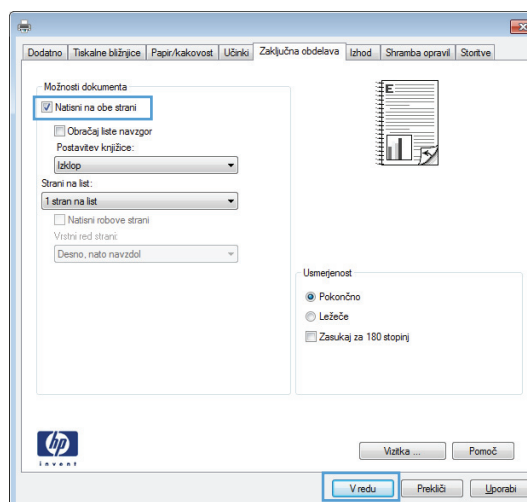 Dodatno Tiskalne bližnjice Papir/kakovost Učinki Zaključna obdelava Izhod Shramba opravil Storitve
Možnosti dokumenta
Natisni na obe strani
Obračaj liste navzgor
Postavitev knjižice:
Izklop
Strani na list:
1 stran na list
Natisni robove strani
Vrstni red strani:
Desno, nato navzdol
E
Usmerjenost
Pokončno
Ležeče
Zasukaj za 180 stopinj
hp
invent
Vizitka ... Pomoč
V redu Prekliči Uporabi